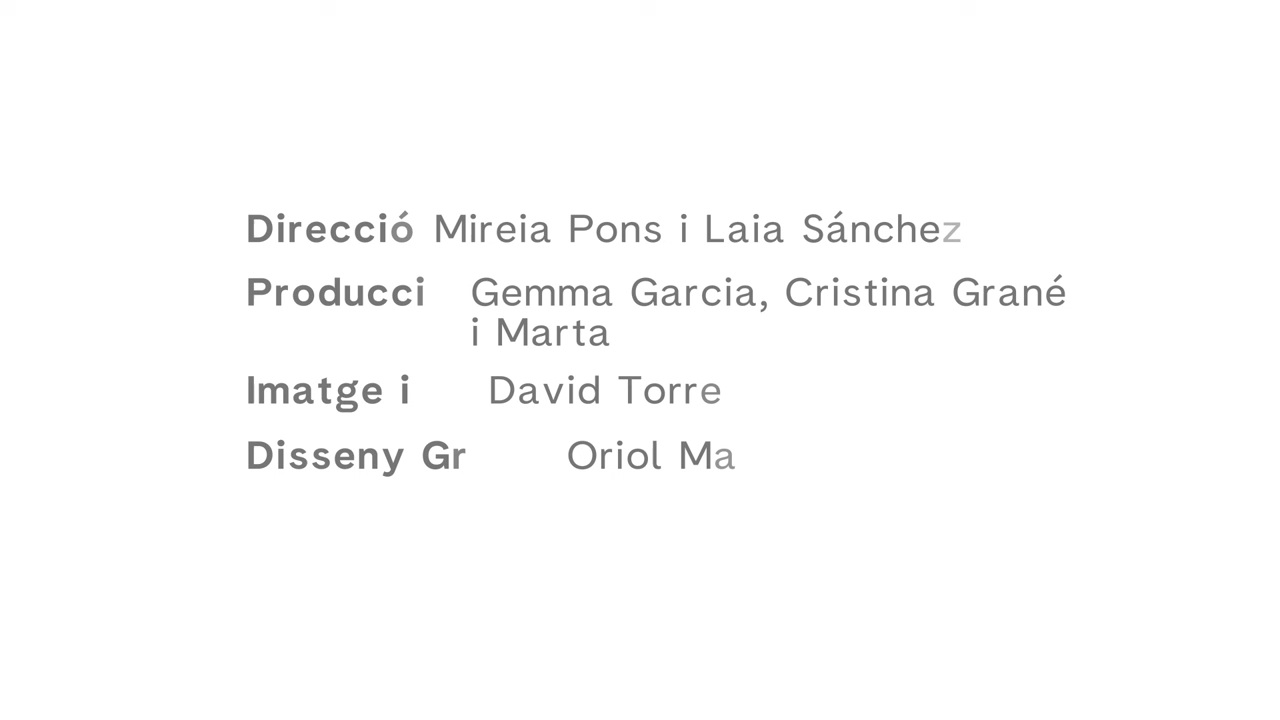 Direcció Mireia Pons i Laia Sánchez
Producci Gemma Garcia, Cristina Grané
i Marta
Imatge i David Torre
Disseny Gr Oriol Ma